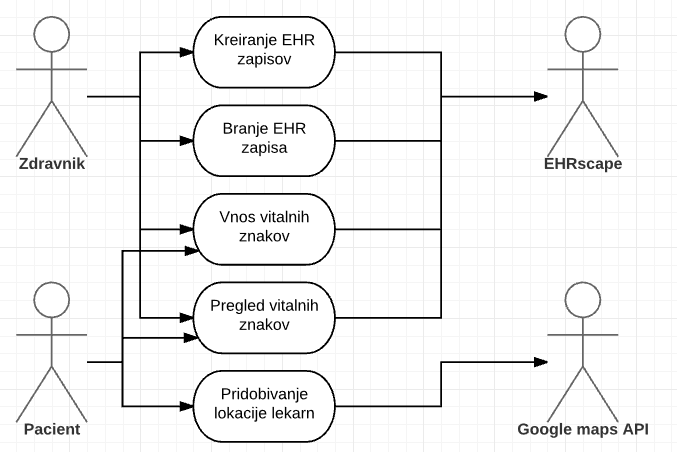 Kreiranje EHR
zapisov
Zdravnik
EHRscape
Branje EHR
zapisa
Vnos vitalnih
znakov
Pregled vitalnih
znakov
Pridobivanje
lokacije lekarn
Pacient
Google maps API